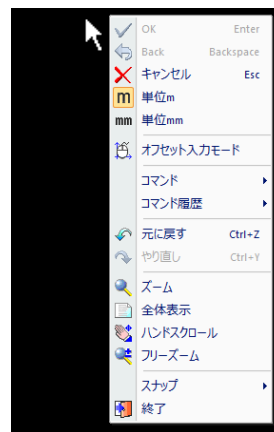 OK Enter
Back Backspace
キャンセル Esc
m 単位m
mm 単位mm
オフセット入力モード
コマンド
コマンド履歴
元に戻す Ctrl+Z
やり直し Ctrl+Y
ズーム
全体表示
ハンドスクロール
フリーズーム
スナップ
終了